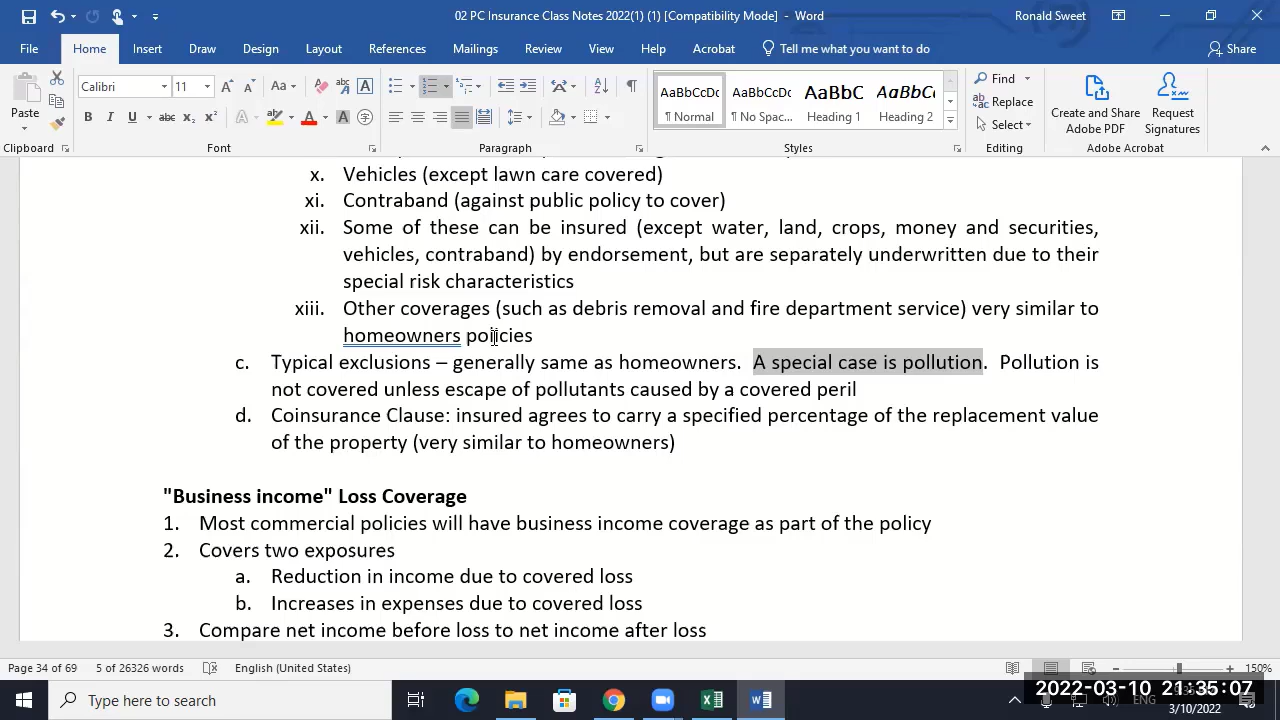 02 PC Insurance Class Notes 2022(1) (1) [Compatibility Mode] - Word
Ronald Sweet
File Home Insert Draw Design Layout References Mailings Review View Help Acrobat Tell me what you want to do Share
Calibri 11
Paste
Clipboard Font Paragraph Styles Editing Adobe Acrobat
AaBbCcDc AaBbCcDc AaBbC AaBbC
¶ Normal ¶ No Spac... Heading 1 Heading 2
Find
Replace
Select
Create and Share Adobe PDF
Request Signatures
x. Vehicles (except lawn care covered)
xi. Contraband (against public policy to cover)
xii. Some of these can be insured (except water, land, crops, money and securities,
vehicles, contraband) by endorsement, but are separately underwritten due to their
special risk characteristics
xiii. Other coverages (such as debris removal and fire department service) very similar to
homeowners policies
c. Typical exclusions – generally same as homeowners. A special case is pollution. Pollution is
not covered unless escape of pollutants caused by a covered peril
d. Coinsurance Clause: insured agrees to carry a specified percentage of the replacement value
of the property (very similar to homeowners)
"Business income" Loss Coverage
1. Most commercial policies will have business income coverage as part of the policy
2. Covers two exposures
a. Reduction in income due to covered loss
b. Increases in expenses due to covered loss
3. Compare net income before loss to net income after loss
Page 34 of 69 5 of 26326 words English (United States) 150%
Type here to search
2022-03-10 21:35:07
ENG
3/10/2022